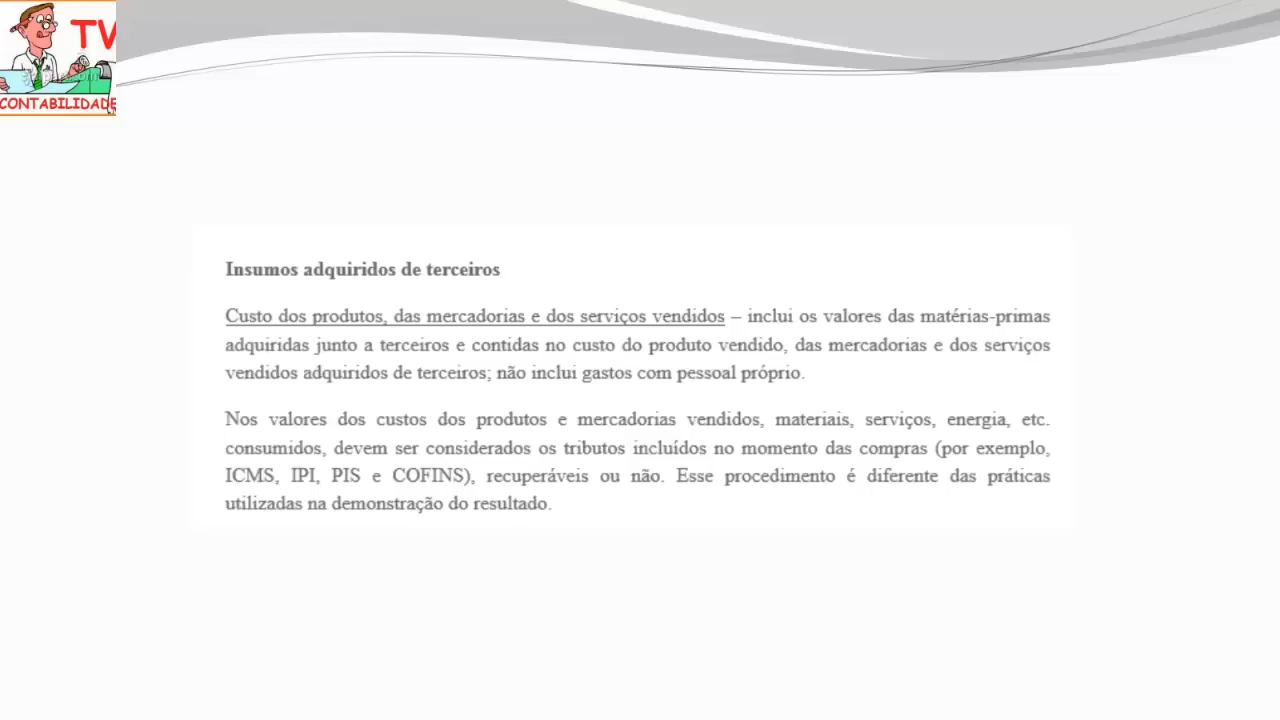 TV
CONTABILIDADE
Insumos adquiridos de terceiros
Custo dos produtos, das mercadorias e dos serviços vendidos – inclui os valores das matérias-primas
adquiridas junto a terceiros e contidas no custo do produto vendido, das mercadorias e dos serviços
vendidos adquiridos de terceiros; não inclui gastos com pessoal próprio.
Nos valores dos custos dos produtos e mercadorias vendidos, materiais, serviços, energia, etc.
consumidos, devem ser considerados os tributos incluídos no momento das compras (por exemplo,
ICMS, IPI, PIS e COFINS), recuperáveis ou não. Esse procedimento é diferente das práticas
utilizadas na demonstração do resultado.